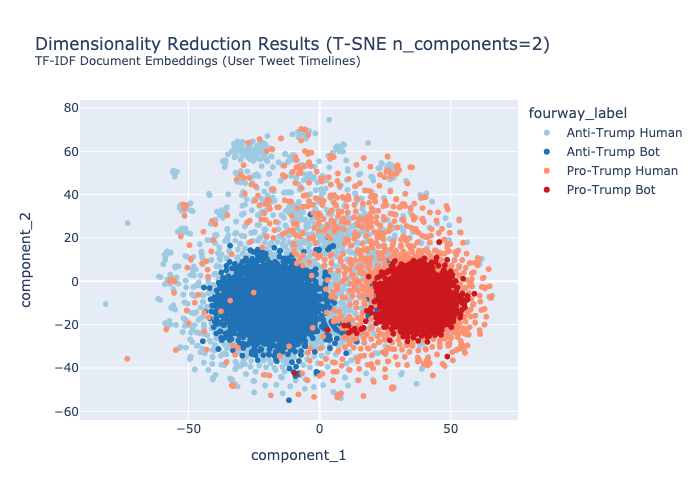 Dimensionality Reduction Results (T-SNE n_components=2)
TF-IDF Document Embeddings (User Tweet Timelines)
fourway_label
Anti-Trump Human
Anti-Trump Bot
Pro-Trump Human
Pro-Trump Bot
component_2
80
60
40
20
0
−20
−40
−60
−50
0
50
component_1